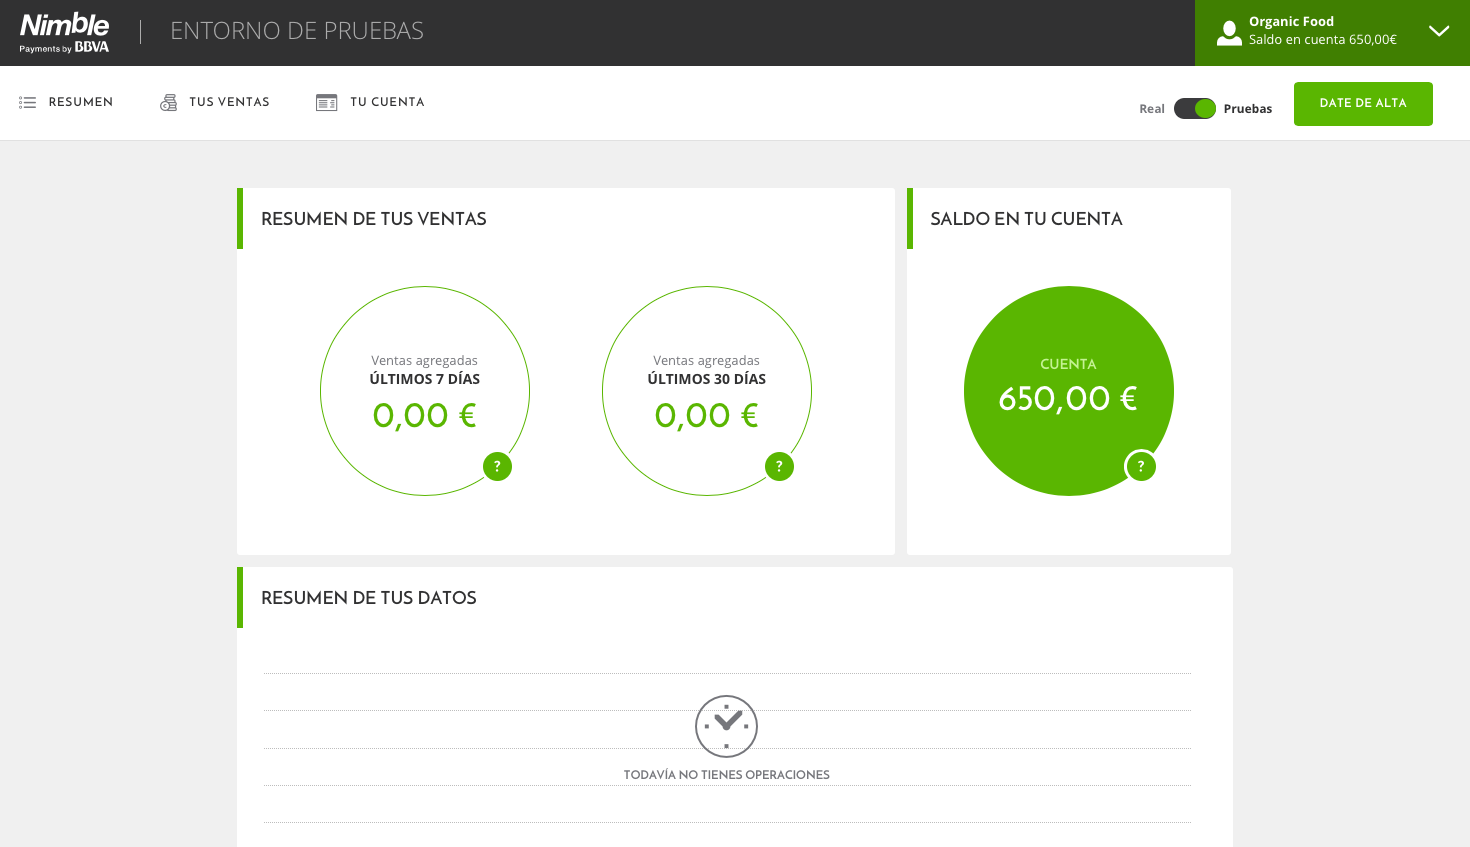 Nimble
Payments by BBVA
ENTORNO DE PRUEBAS
Organic Food
Saldo en cuenta 650,00€
RESUMEN
TUS VENTAS
TU CUENTA
Real
Pruebas
DATE DE ALTA
RESUMEN DE TUS VENTAS
Ventas agregadas
ÚLTIMOS 7 DÍAS
0,00 €
?
Ventas agregadas
ÚLTIMOS 30 DÍAS
0,00 €
?
SALDO EN TU CUENTA
CUENTA
650,00 €
?
RESUMEN DE TUS DATOS
TODAVÍA NO TIENES OPERACIONES